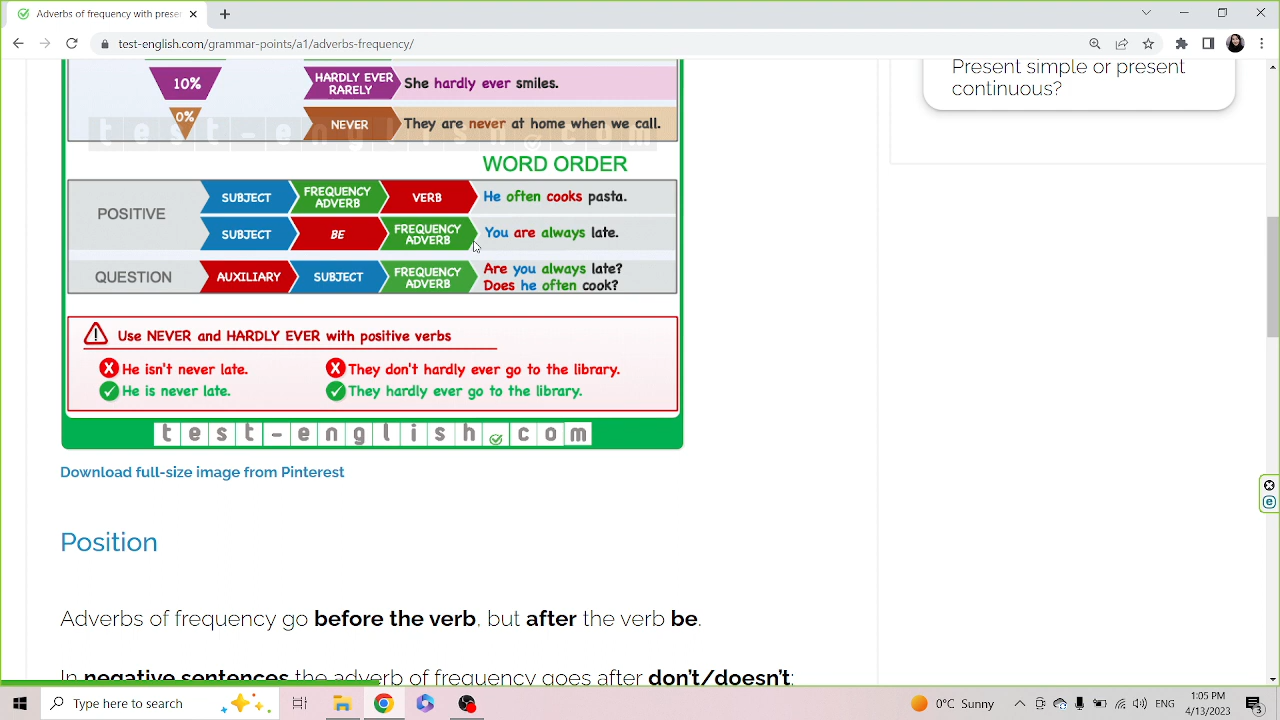 Adverbs of frequency with prese
test-english.com/grammar-points/a1/adverbs-frequency/
10%
HARDLY EVER
RARELY
She hardly ever smiles.
0%
NEVER
They are never at home when we call.
test-english.com
WORD ORDER
POSITIVE
SUBJECT
FREQUENCY
ADVERB
VERB
He often cooks pasta.
SUBJECT
BE
FREQUENCY
ADVERB
You are always late.
QUESTION
AUXILIARY
SUBJECT
FREQUENCY
ADVERB
Are you always late?
Does he often cook?
Use NEVER and HARDLY EVER with positive verbs
He isn't never late.
They don't hardly ever go to the library.
He is never late.
They hardly ever go to the library.
test-english com
Download full-size image from Pinterest
Position
Adverbs of frequency go before the verb, but after the verb be.
In negative sentences the adverb of frequency goes after don't/doesn't:
Present simple or present
continuous?
Type here to search
0°C Sunny
ENG
1:05 PM
4/13/2023
3